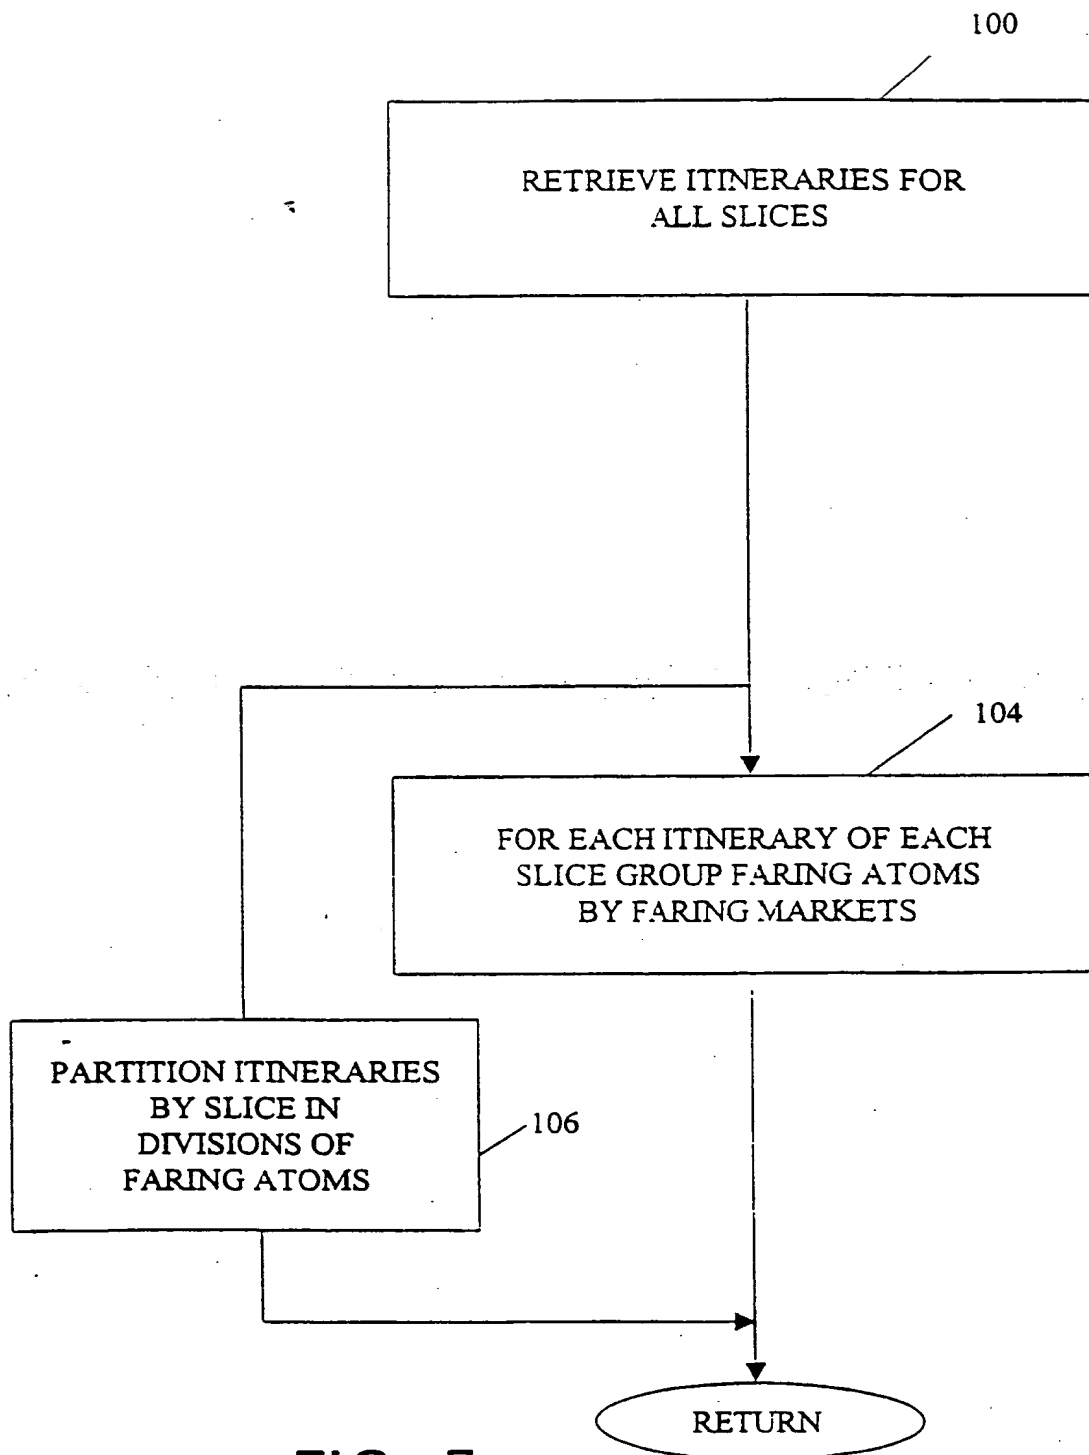 100
RETRIEVE ITINERARIES FOR
ALL SLICES
104
FOR EACH ITINERARY OF EACH
SLICE GROUP FARING ATOMS
BY FARING MARKETS
PARTITION ITINERARIES
BY SLICE IN
DIVISIONS OF
FARING ATOMS
106
RETURN